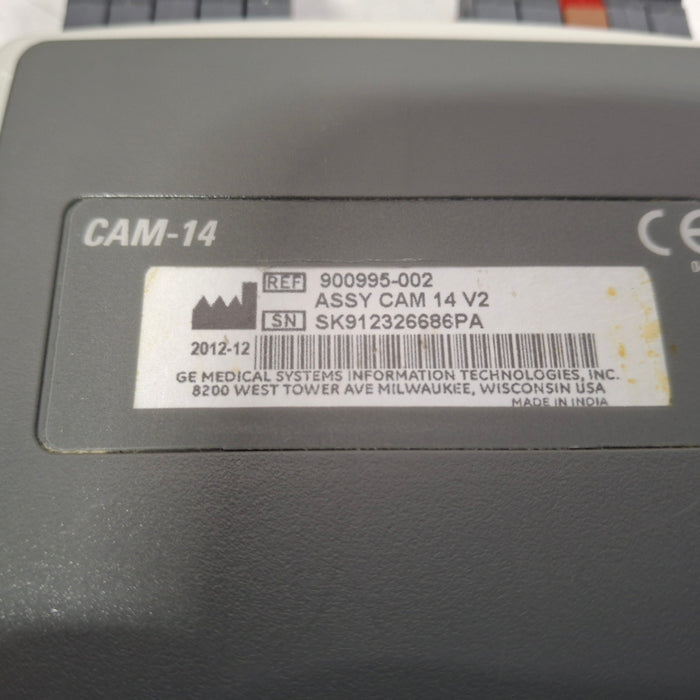 CAM-14
CE
REF 900995-002
ASSY CAM 14 V2
SN SK912326686PA
2012-12
GE MEDICAL SYSTEMS INFORMATION TECHNOLOGIES, INC.
8200 WEST TOWER AVE MILWAUKEE, WISCONSIN USA
MADE IN INDIA